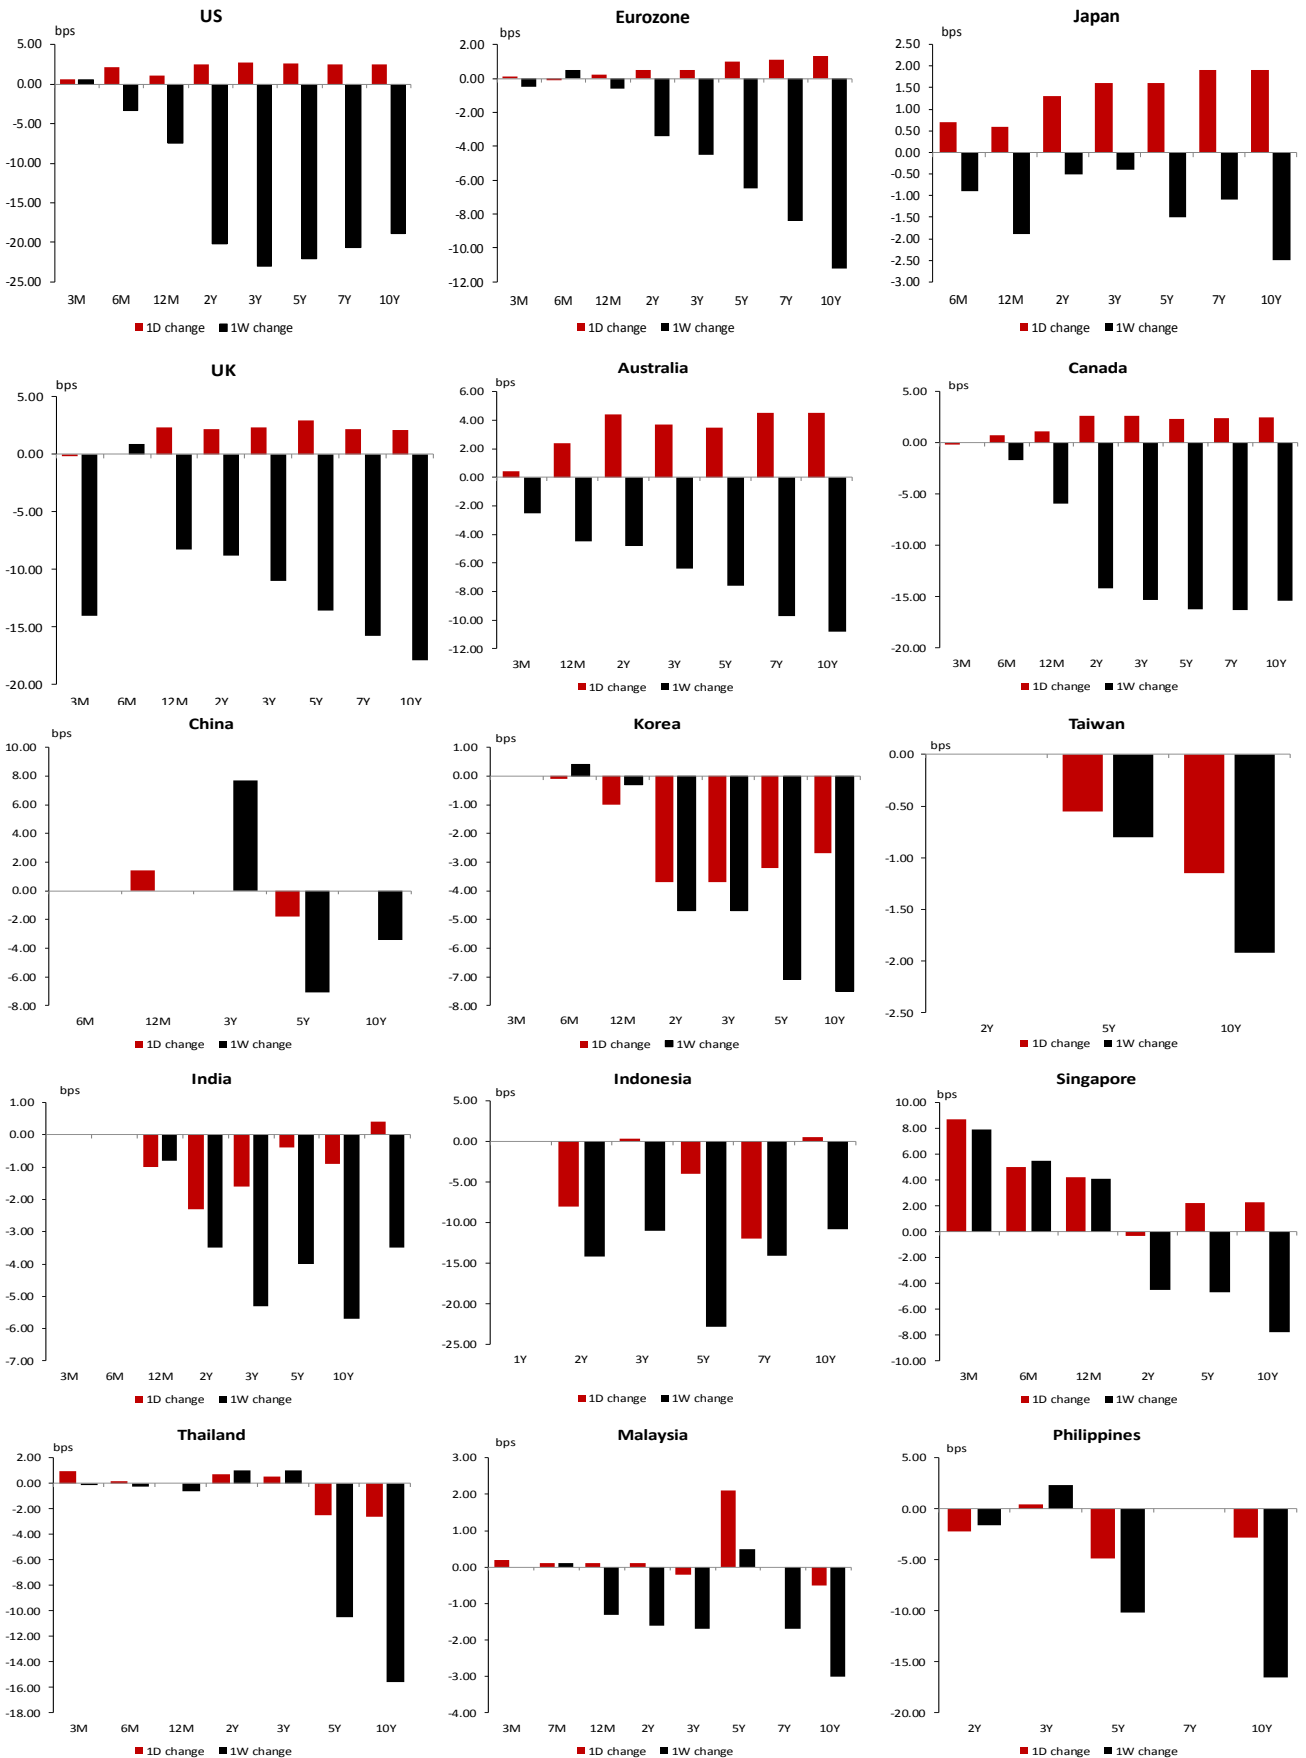 US
bps
5.00
0.00
-5.00
-10.00
-15.00
-20.00
-25.00
3M 6M 12M 2Y 3Y 5Y 7Y 10Y
1D change 1W change
Eurozone
bps
2.00
0.00
-2.00
-4.00
-6.00
-8.00
-10.00
-12.00
3M 6M 12M 2Y 3Y 5Y 7Y 10Y
1D change 1W change
Japan
bps
2.50
2.00
1.50
1.00
0.50
0.00
-0.50
-1.00
-1.50
-2.00
-2.50
-3.00
6M 12M 2Y 3Y 5Y 7Y 10Y
1D change 1W change
UK
bps
5.00
0.00
-5.00
-10.00
-15.00
-20.00
3M 6M 12M 2Y 3Y 5Y 7Y 10Y
Australia
bps
6.00
4.00
2.00
0.00
-2.00
-4.00
-6.00
-8.00
-10.00
-12.00
3M 12M 2Y 3Y 5Y 7Y 10Y
1D change 1W change
Canada
bps
5.00
0.00
-5.00
-10.00
-15.00
-20.00
3M 6M 12M 2Y 3Y 5Y 7Y 10Y
1D change 1W change
China
bps
10.00
8.00
6.00
4.00
2.00
0.00
-2.00
-4.00
-6.00
-8.00
6M 12M 3Y 5Y 10Y
1D change 1W change
Korea
bps
1.00
0.00
-1.00
-2.00
-3.00
-4.00
-5.00
-6.00
-7.00
-8.00
3M 6M 12M 2Y 3Y 5Y 10Y
1D change 1W change
Taiwan
bps
0.00
-0.50
-1.00
-1.50
-2.00
-2.50
2Y 5Y 10Y
1D change 1W change
India
bps
1.00
0.00
-1.00
-2.00
-3.00
-4.00
-5.00
-6.00
-7.00
3M 6M 12M 2Y 3Y 5Y 10Y
1D change 1W change
Indonesia
bps
5.00
0.00
-5.00
-10.00
-15.00
-20.00
-25.00
1Y 2Y 3Y 5Y 7Y 10Y
1D change 1W change
Singapore
bps
10.00
8.00
6.00
4.00
2.00
0.00
-2.00
-4.00
-6.00
-8.00
-10.00
3M 6M 12M 2Y 5Y 10Y
1D change 1W change
Thailand
bps
2.00
0.00
-2.00
-4.00
-6.00
-8.00
-10.00
-12.00
-14.00
-16.00
-18.00
3M 6M 12M 2Y 3Y 5Y 10Y
1D change 1W change
Malaysia
bps
3.00
2.00
1.00
0.00
-1.00
-2.00
-3.00
-4.00
3M 7M 12M 2Y 3Y 5Y 7Y 10Y
1D change 1W change
Philippines
bps
5.00
0.00
-5.00
-10.00
-15.00
-20.00
2Y 3Y 5Y 7Y 10Y
1D change 1W change